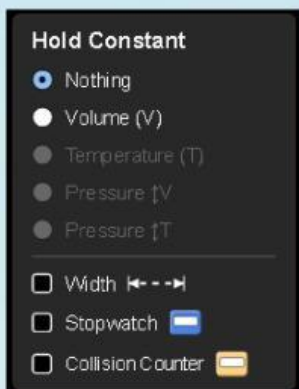 Hold Constant
Nothing
Volume (V)
Temperature (T)
Pressure ↕V
Pressure ↕T
Width
Stopwatch
Collision Counter